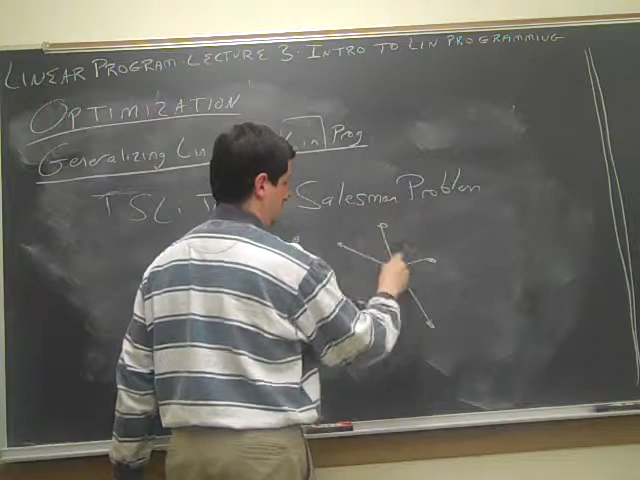 LINEAR PROGRAM LECTURE 3: INTRO TO LIN PROGRAMMING
OPTIMIZATION
Generalizing Lin Lin Prog
TSL: T Salesman Problem